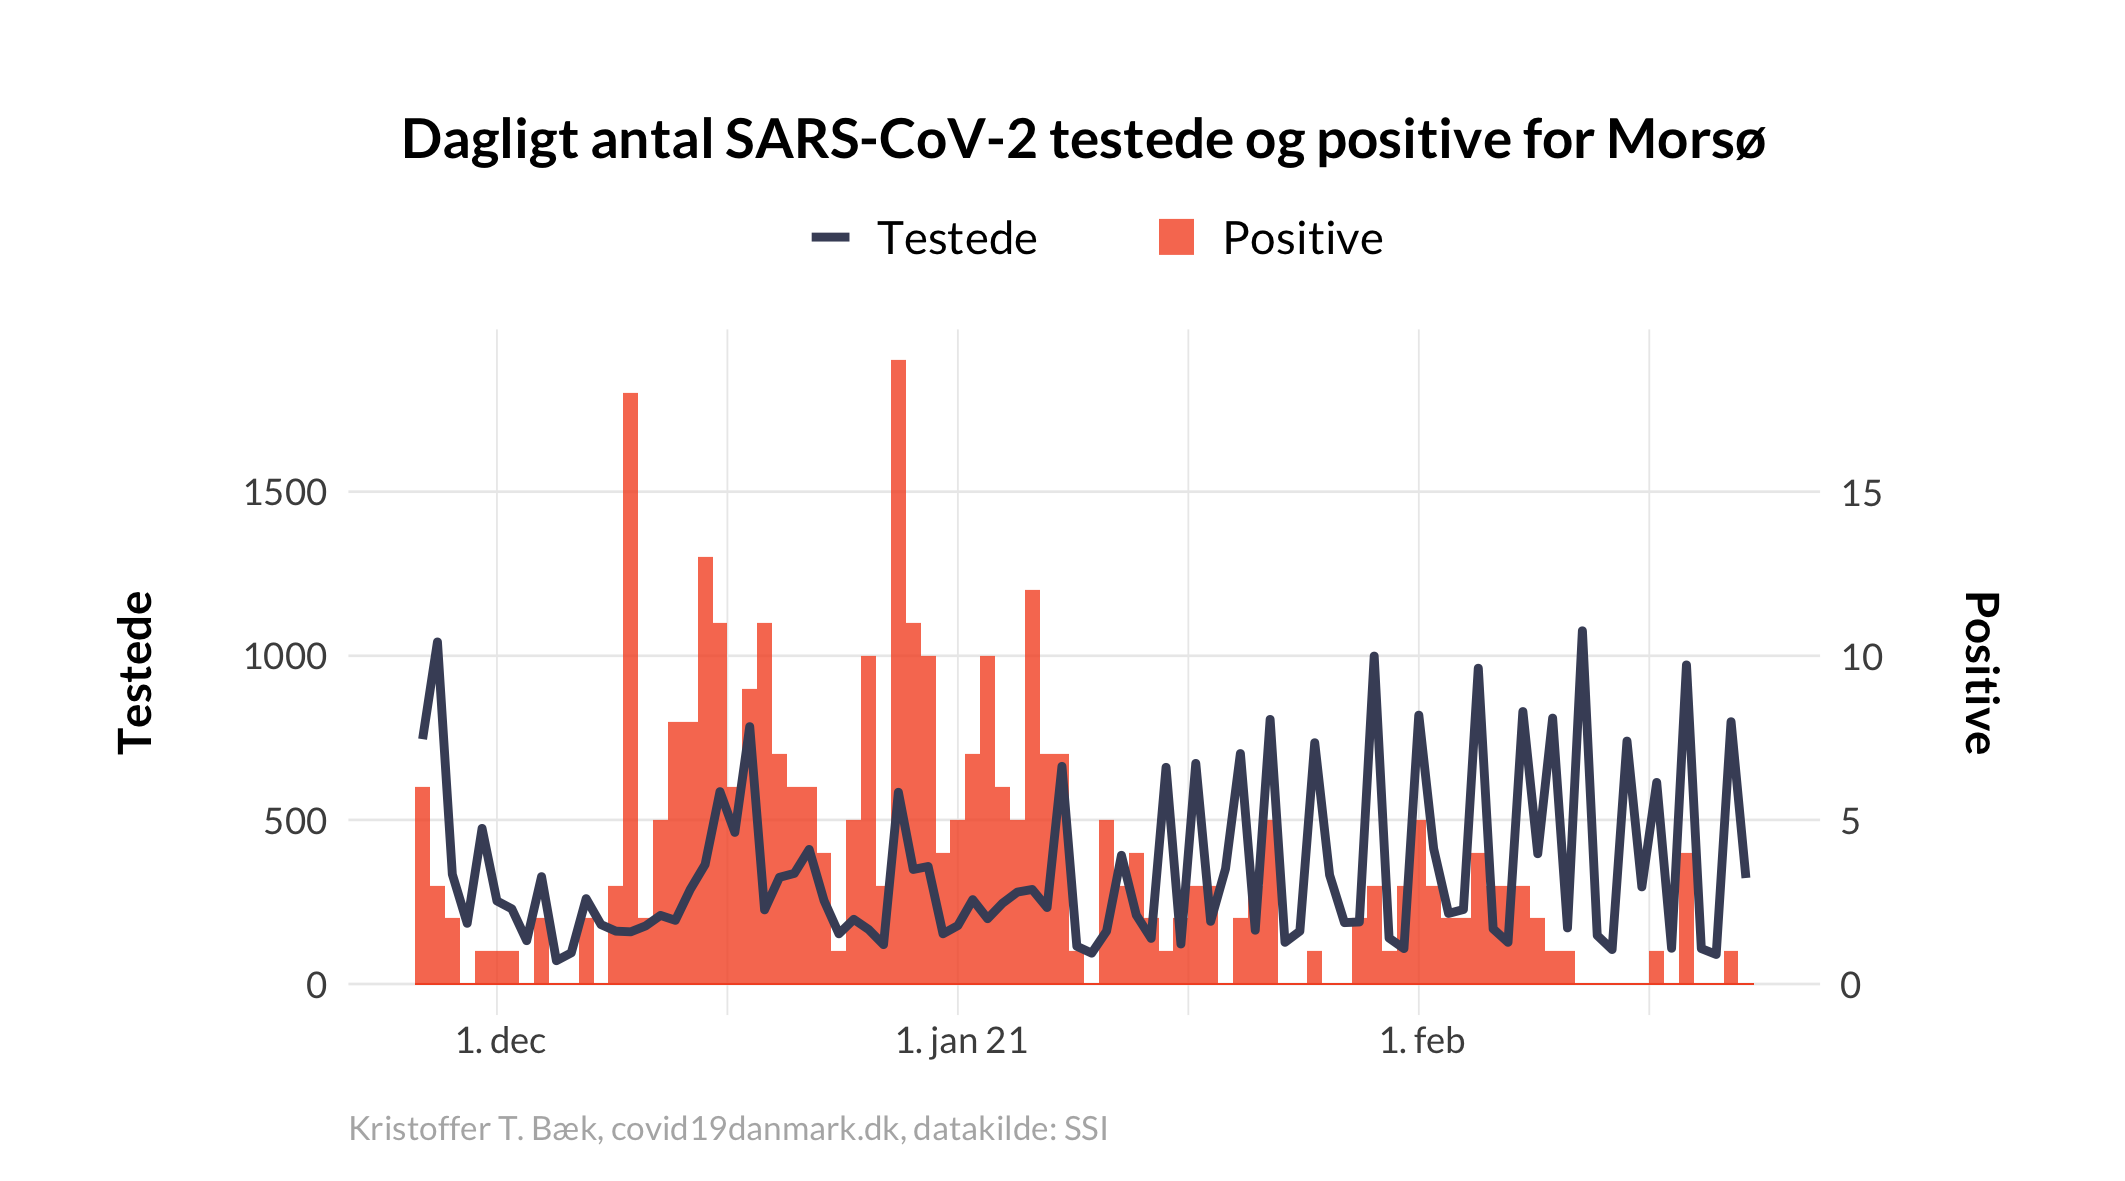 Dagligt antal SARS-CoV-2 testede og positive for Morsø
Testede Positive
Testede
1500
1000
500
0
15
10
5
0
Positive
1. dec 1. jan 21 1. feb
Kristoffer T. Bæk, covid19danmark.dk, datakilde: SSI